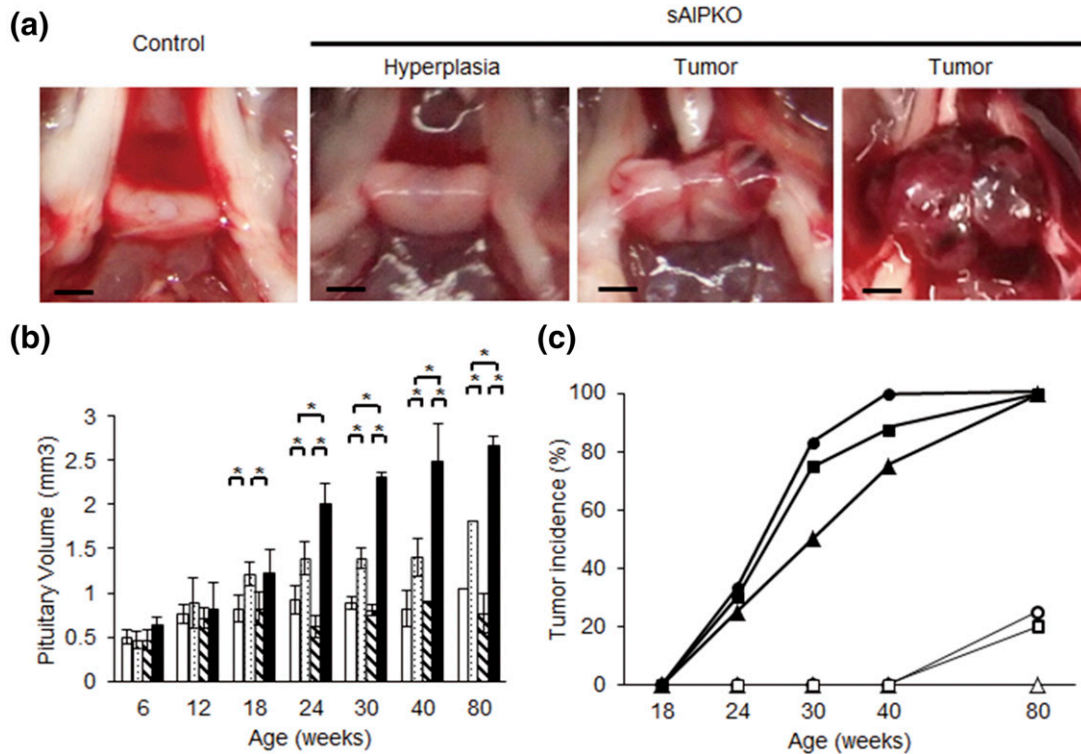 (a)
sAIPKO
Control
Hyperplasia
Tumor
Tumor
(b)
(c)
* * * *
* * * * * * * * * *
Pituitary Volume (mm3)
3
2.5
2
1.5
1
0.5
0
6 12 18 24 30 40 80
Age (weeks)
Tumor incidence (%)
100
80
60
40
20
0
18 24 30 40 80
Age (weeks)